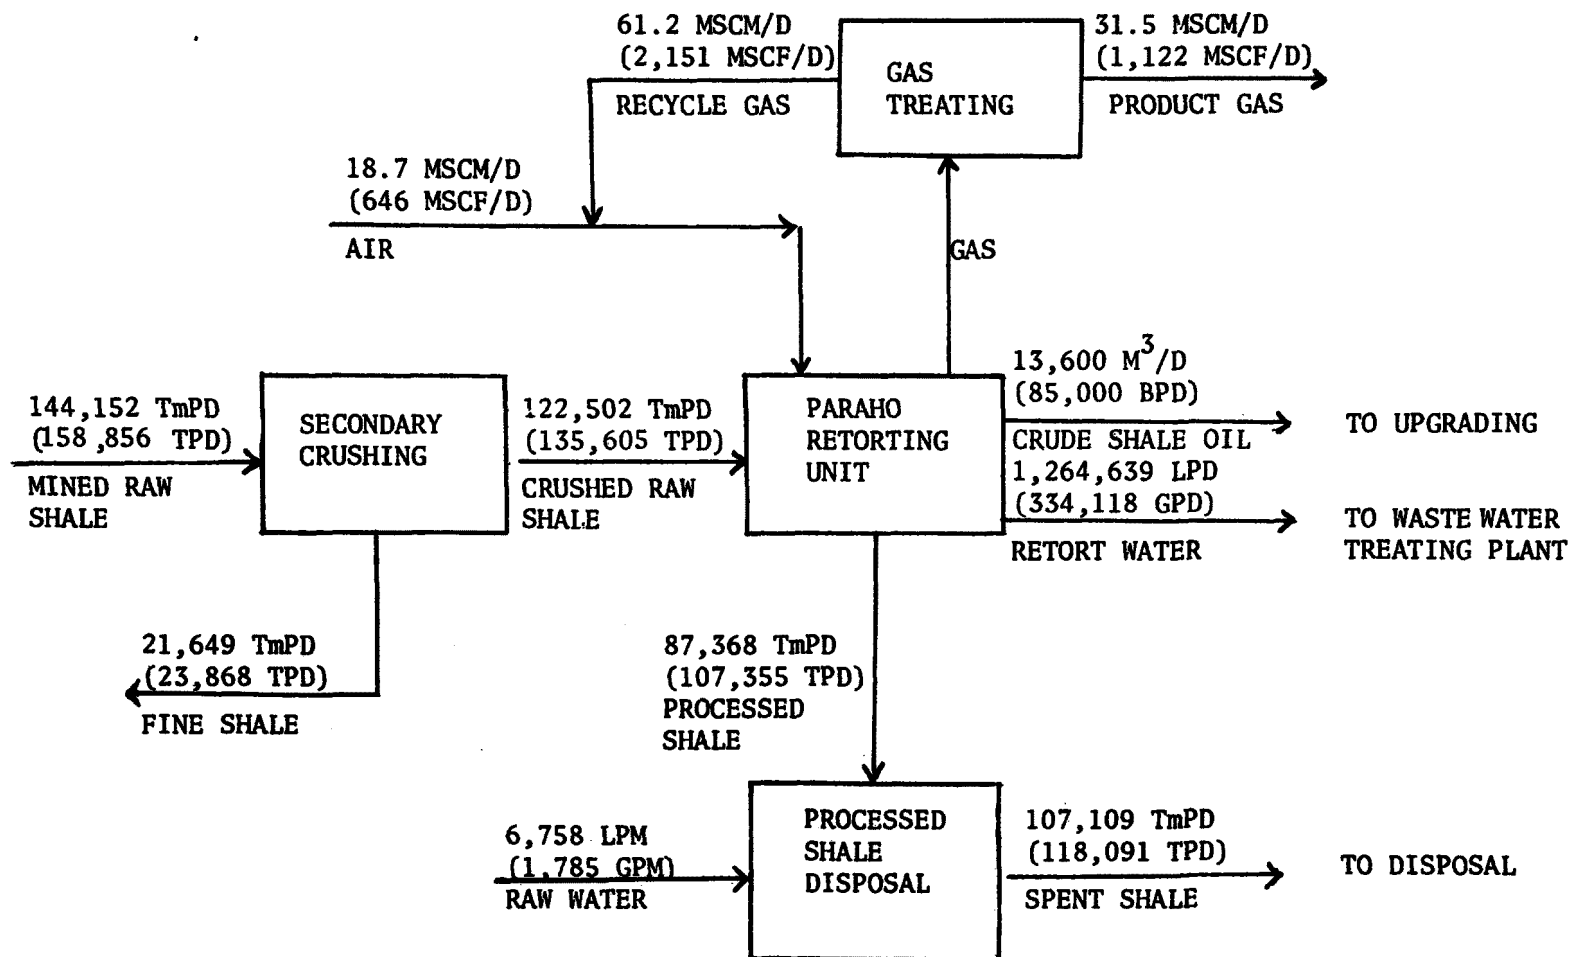 61.2 MSCM/D
(2,151 MSCF/D)
RECYCLE GAS
GAS
TREATING
31.5 MSCM/D
(1,122 MSCF/D)
PRODUCT GAS
18.7 MSCM/D
(646 MSCF/D)
AIR
GAS
144,152 TmPD
(158,856 TPD)
MINED RAW
SHALE
SECONDARY
CRUSHING
122,502 TmPD
(135,605 TPD)
CRUSHED RAW
SHALE
PARAHO
RETORTING
UNIT
13,600 M³/D
(85,000 BPD)
CRUDE SHALE OIL
TO UPGRADING
1,264,639 LPD
(334,118 GPD)
RETORT WATER
TO WASTE WATER
TREATING PLANT
21,649 TmPD
(23,868 TPD)
FINE SHALE
87,368 TmPD
(107,355 TPD)
PROCESSED
SHALE
6,758 LPM
(1,785 GPM)
RAW WATER
PROCESSED
SHALE
DISPOSAL
107,109 TmPD
(118,091 TPD)
SPENT SHALE
TO DISPOSAL